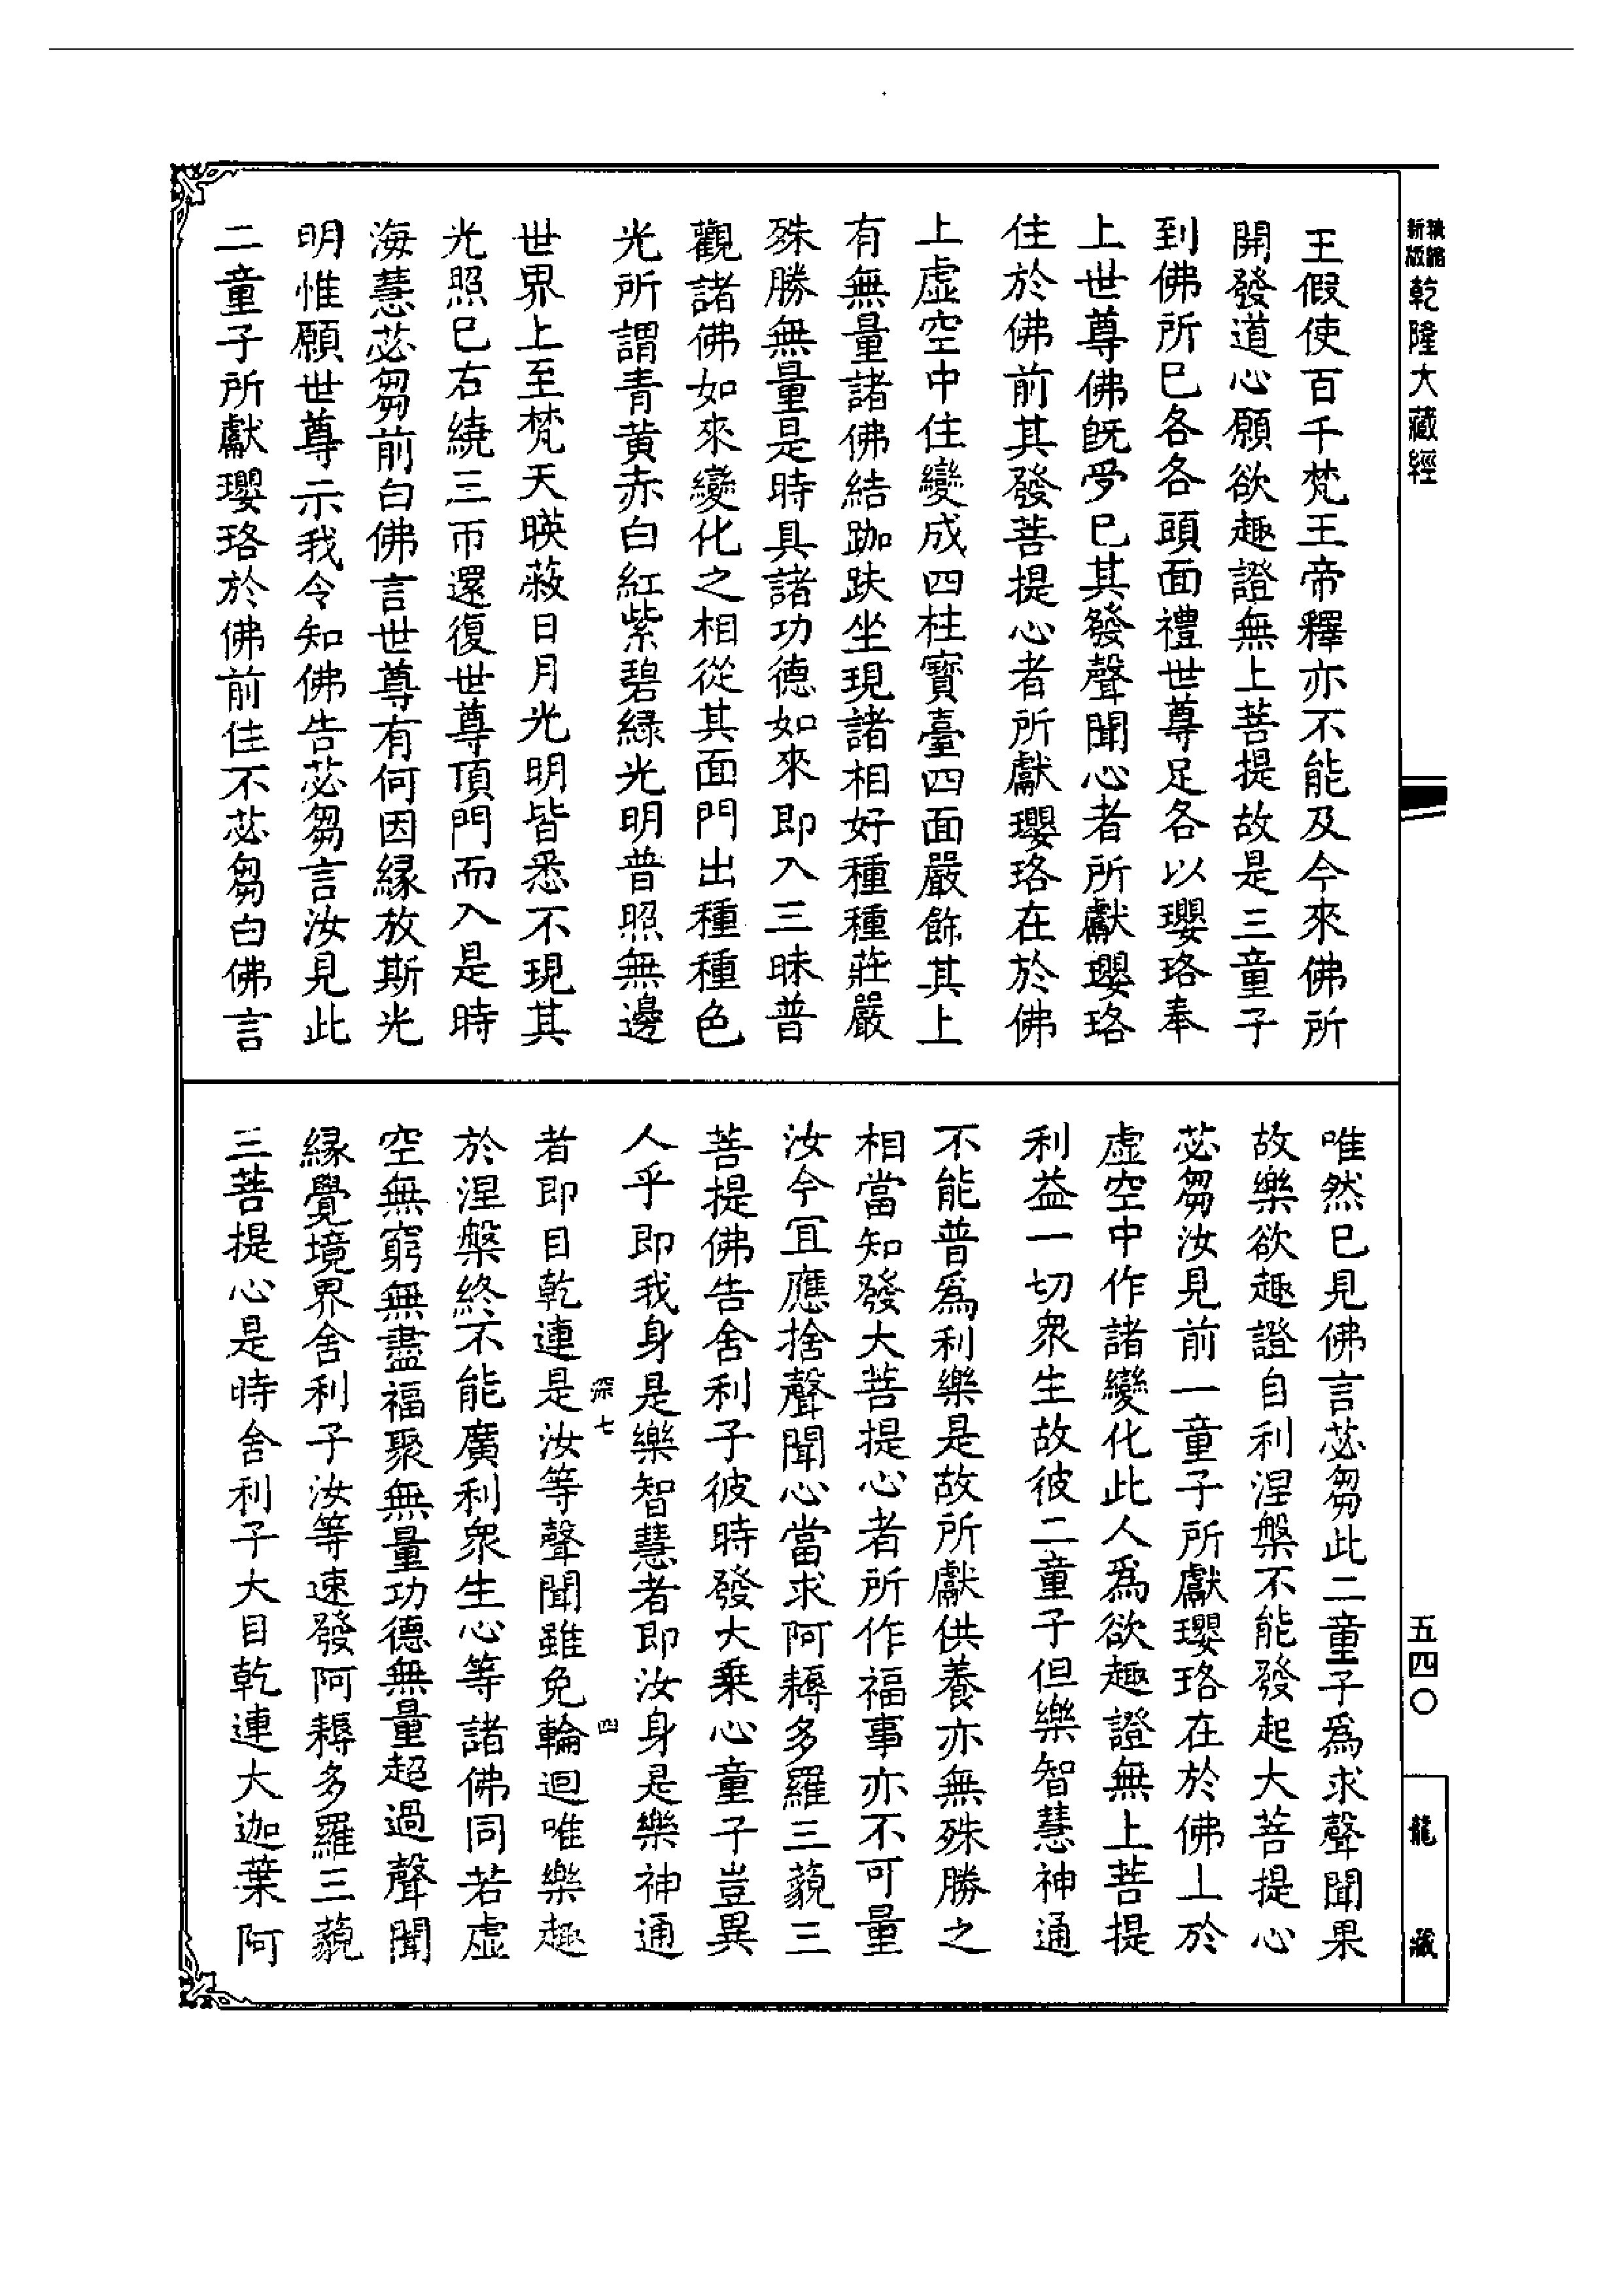 精縮
新版
乾隆大藏經
王假使百千梵王帝釋亦不能及今來佛所
開發道心願欲趣證無上菩提故是三童子
到佛所已各各頭面禮世尊足各以瓔珞奉
上世尊佛既受已其發聲聞心者所獻瓔珞
住於佛前其發菩提心者所獻瓔珞在於佛
上虛空中住變成四柱寶臺四面嚴飾其上
有無量諸佛結跏趺坐現諸相好種種莊嚴
殊勝無量是時具諸功德如來即入三昧普
觀諸佛如來變化之相從其面門出種種色
光所謂青黃赤白紅紫碧緑光明普照無邊
世界上至梵天暎蔽日月光明皆悉不現其
光照已右繞三帀還復世尊頂門而入是時
海慧苾芻前白佛言世尊有何因緣放斯光
明惟願世尊示我令知佛告苾芻言汝見此
二童子所獻瓔珞於佛前住不苾芻白佛言
唯然已見佛言苾芻此二童子爲求聲聞果
故樂欲趣證自利涅槃不能發起大菩提心
苾芻汝見前一童子所獻瓔珞在於佛上於
虛空中作諸變化此人爲欲趣證無上菩提
利益一切衆生故彼二童子但樂智慧神通
不能普爲利樂是故所獻供養亦無殊勝之
相當知發大菩提心者所作福事亦不可量
汝今宜應捨聲聞心當求阿耨多羅三藐三
菩提佛告舍利子彼時發大乗心童子豈異
人乎即我身是樂智慧者即汝身是樂神通
深七
四
者即目乾連是汝等聲聞雖免輪迴唯樂趣
於涅槃終不能廣利衆生心等諸佛同若虛
空無窮無盡福聚無量功德無量超過聲聞
緣覺境界舍利子汝等速發阿耨多羅三藐
三菩提心是時舍利子大目乾連大迦葉阿
五四〇
龍
藏